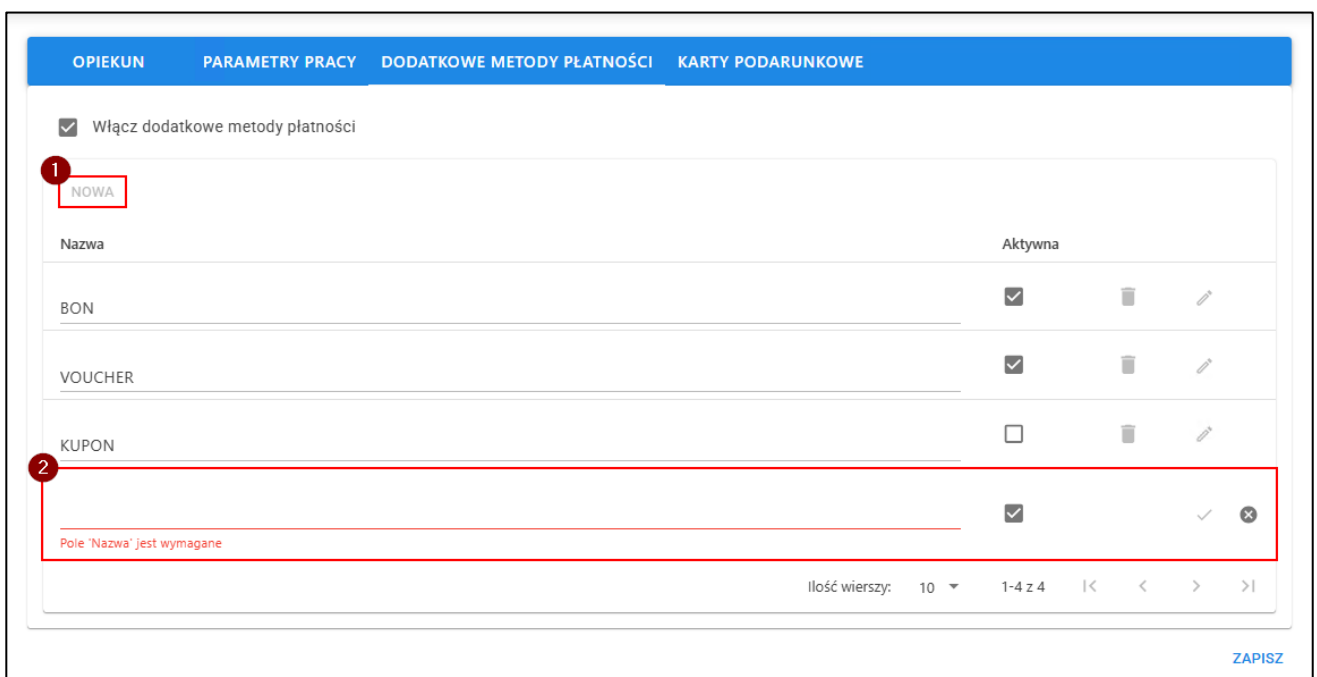 OPIEKUN PARAMETRY PRACY DODATKOWE METODY PŁATNOŚCI KARTY PODARUNKOWE
Włącz dodatkowe metody płatności
1
NOWA
Nazwa Aktywna
BON
VOUCHER
KUPON
2
Pole 'Nazwa' jest wymagane
Ilość wierszy: 10 1-4 z 4
ZAPISZ